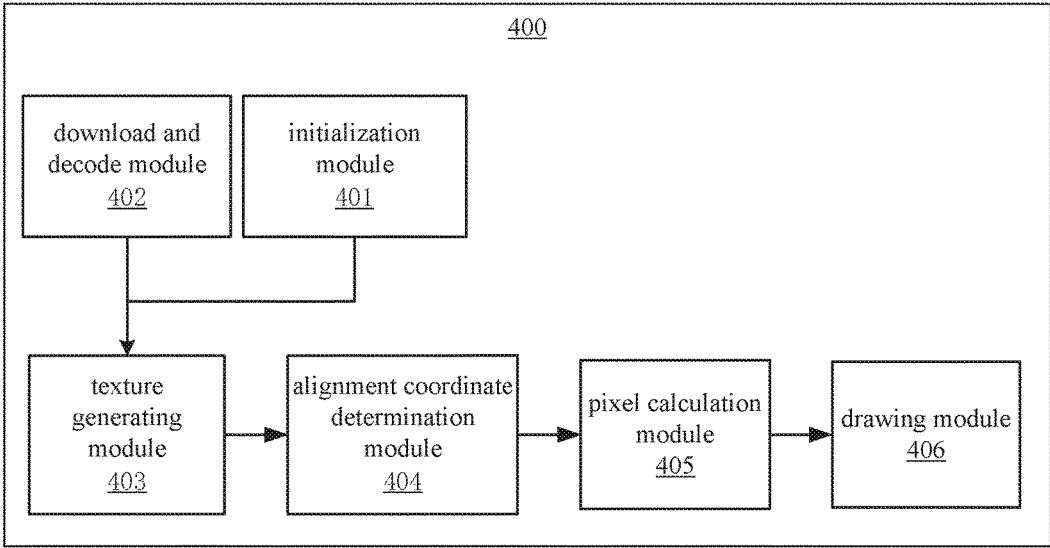 400
download and
decode module
402
initialization
module
401
texture
generating
module
403
alignment coordinate
determination
module
404
pixel calculation
module
405
drawing module
406